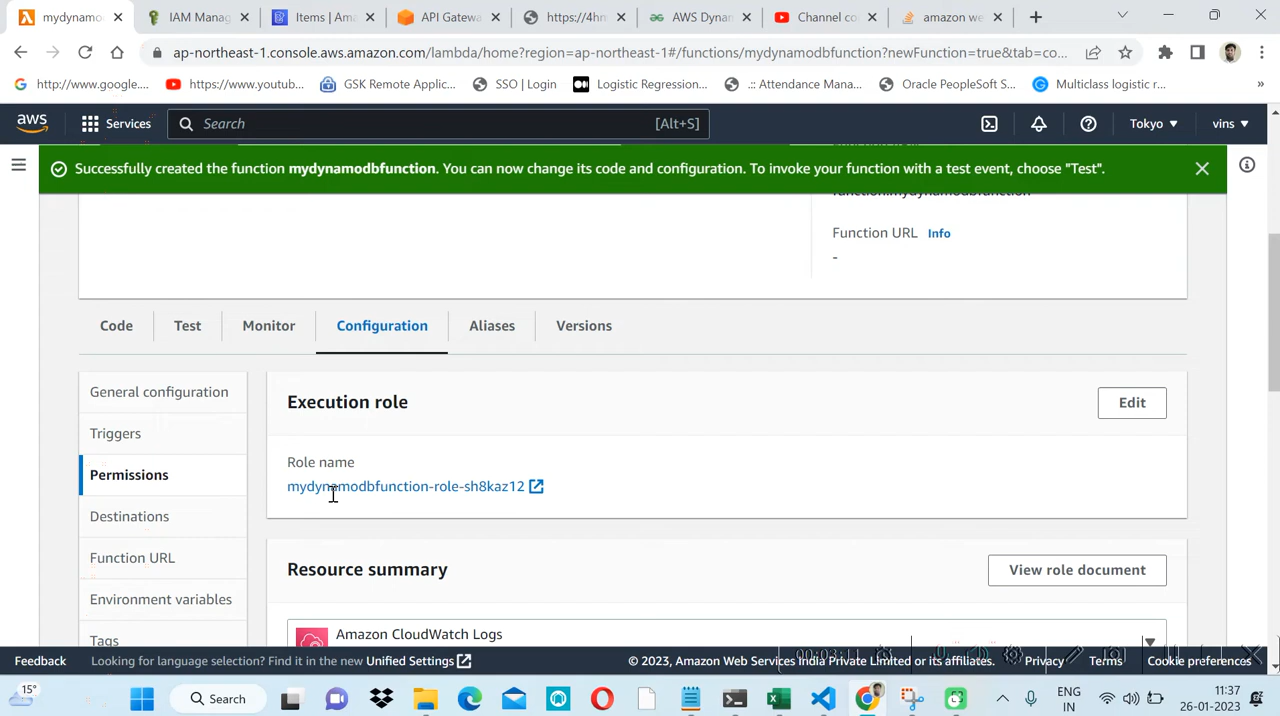 mydynamo
IAM Manag
Items | Ama
API Gatewa
https://4hm
AWS Dynam
Channel co
amazon we
ap-northeast-1.console.aws.amazon.com/lambda/home?region=ap-northeast-1#/functions/mydynamodbfunction?newFunction=true&tab=co...
http://www.google....
https://www.youtub...
GSK Remote Applic...
SSO | Login
Logistic Regression...
.:: Attendance Mana...
Oracle PeopleSoft S...
Multiclass logistic r...
»
aws
Services
Search
[Alt+S]
Tokyo
vins
Successfully created the function mydynamodbfunction. You can now change its code and configuration. To invoke your function with a test event, choose "Test".
function:mydynamodbfunction
Function URL
Info
-
Code
Test
Monitor
Configuration
Aliases
Versions
General configuration
Triggers
Permissions
Destinations
Function URL
Environment variables
Tags
Execution role
Edit
Role name
mydynamodbfunction-role-sh8kaz12
Resource summary
View role document
Amazon CloudWatch Logs
Feedback
Looking for language selection? Find it in the new Unified Settings
00:03:11
© 2023, Amazon Web Services India Private Limited or its affiliates.
Privacy
Terms
Cookie preferences
15°
Search
ENG
IN
11:37
26-01-2023